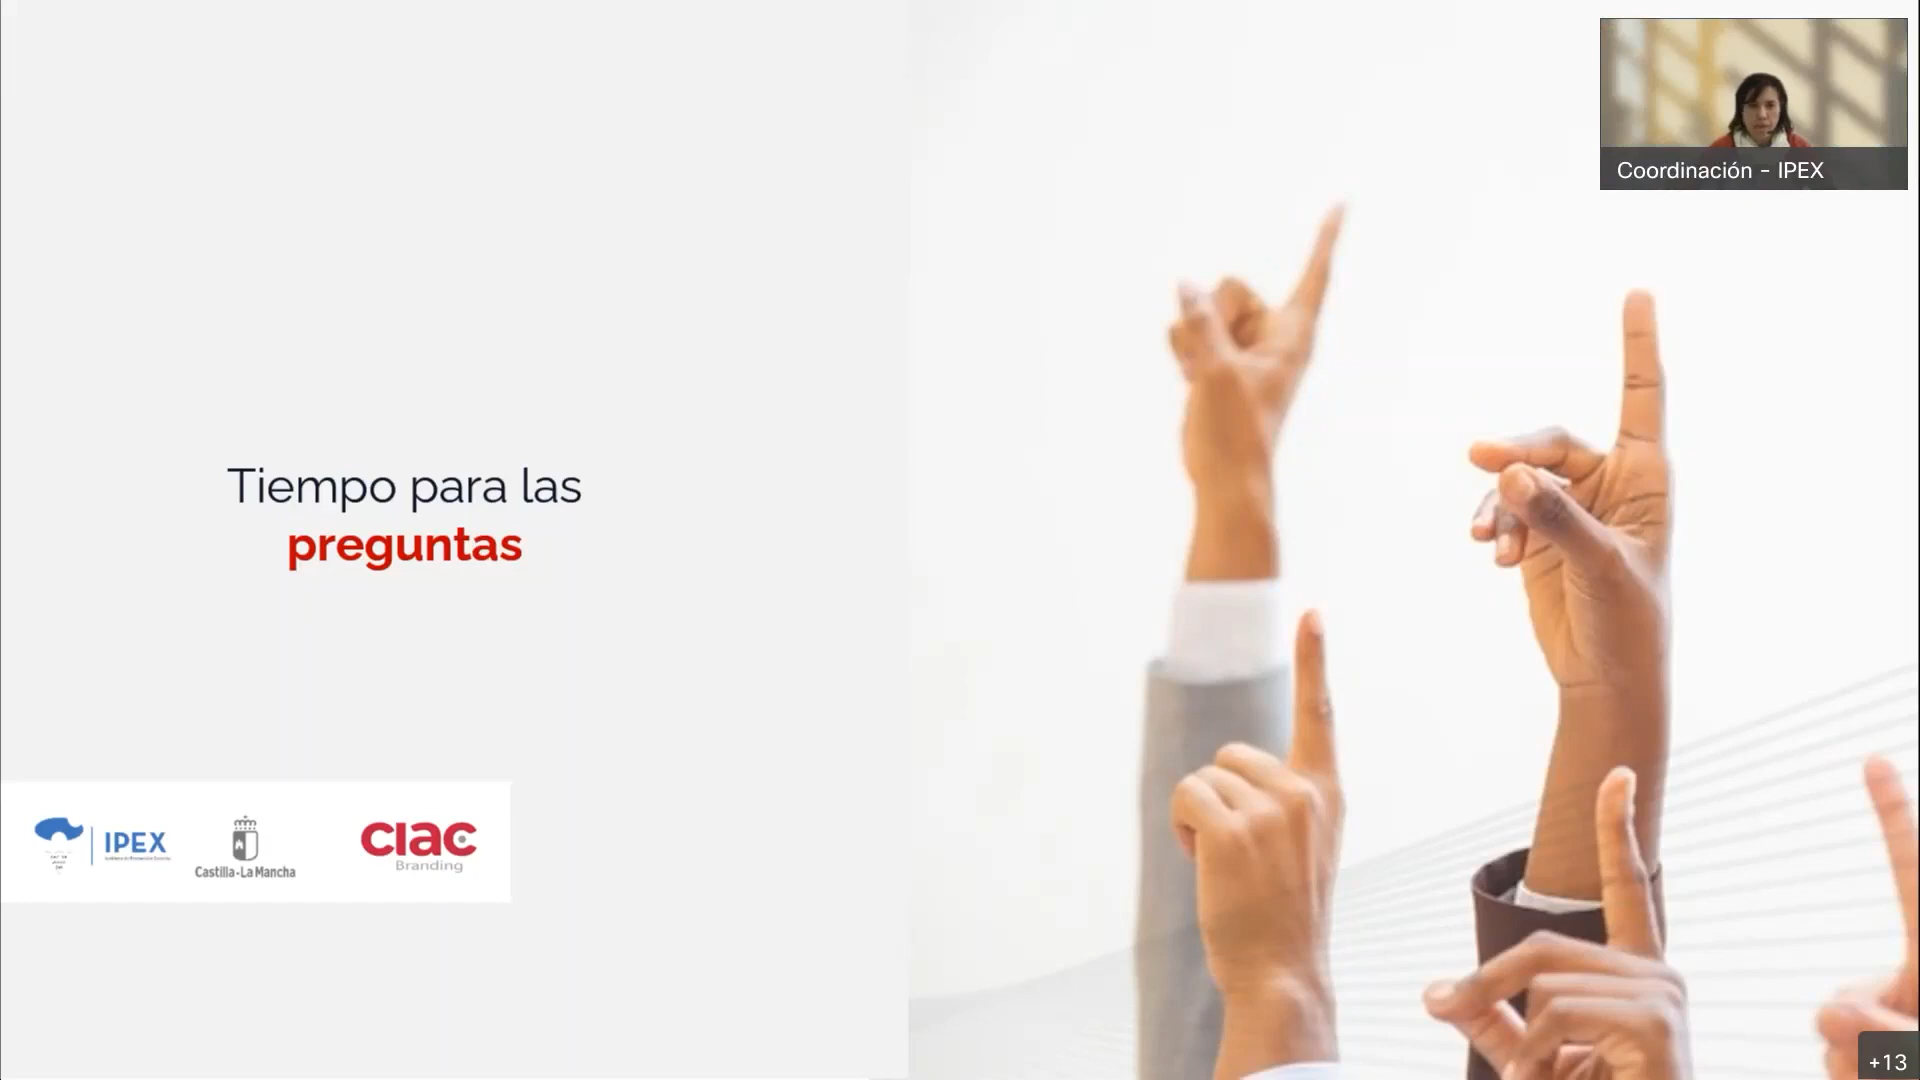 Coordinación - IPEX
Tiempo para las
preguntas
IPEX
Castilla-La Mancha
CIAC
Branding
+13